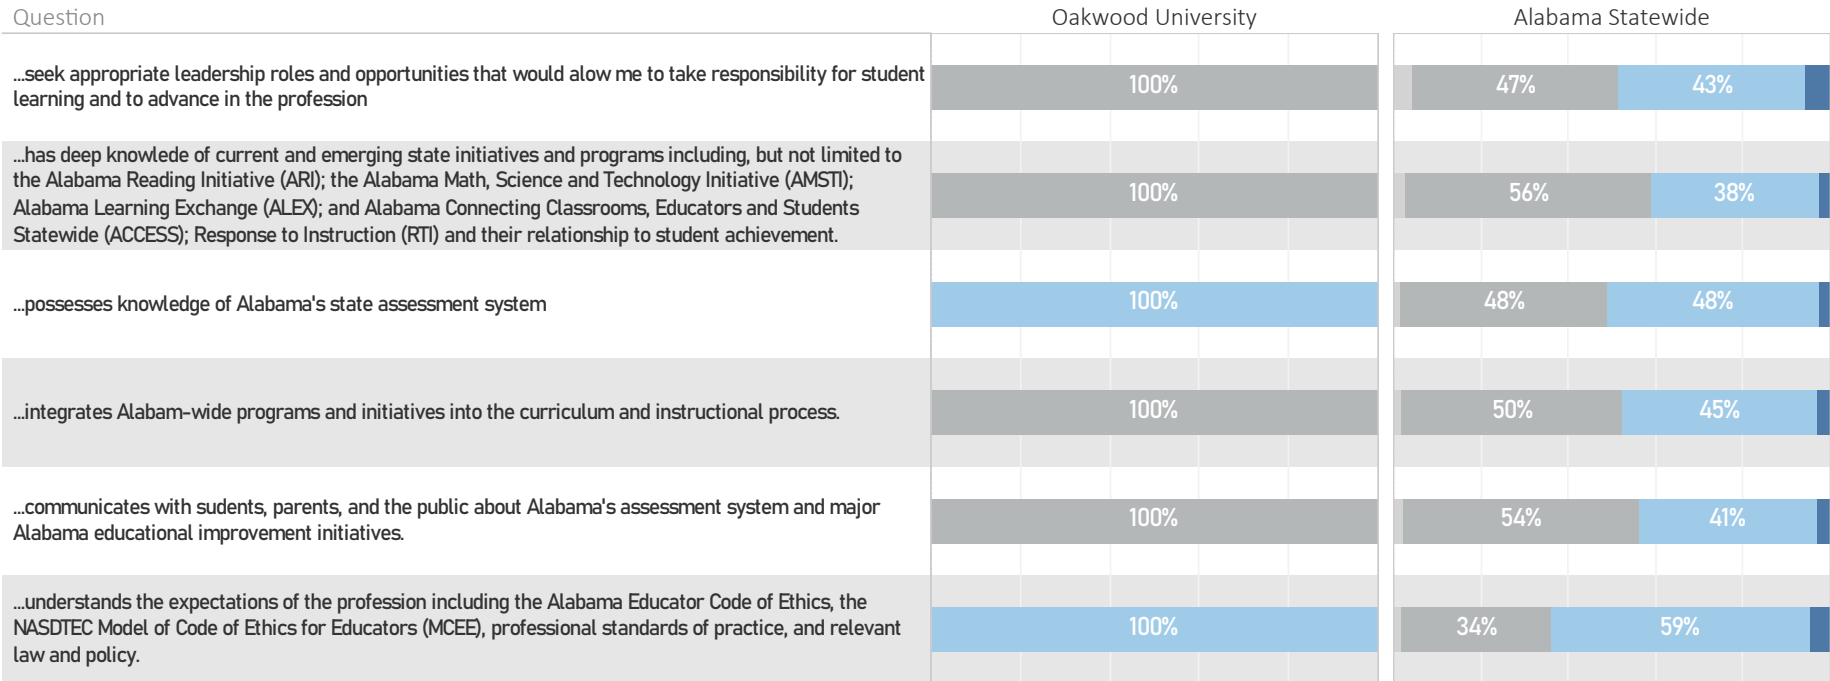 Question Oakwood University Alabama Statewide
...seek appropriate leadership roles and opportunities that would alow me to take responsibility for student
learning and to advance in the profession
100% 47% 43%
...has deep knowlede of current and emerging state initiatives and programs including, but not limited to
the Alabama Reading Initiative (ARI); the Alabama Math, Science and Technology Initiative (AMSTI);
Alabama Learning Exchange (ALEX); and Alabama Connecting Classrooms, Educators and Students
Statewide (ACCESS); Response to Instruction (RTI) and their relationship to student achievement.
100% 56% 38%
...possesses knowledge of Alabama's state assessment system
100% 48% 48%
...integrates Alabam-wide programs and initiatives into the curriculum and instructional process.
100% 50% 45%
...communicates with sudents, parents, and the public about Alabama's assessment system and major
Alabama educational improvement initiatives.
100% 54% 41%
...understands the expectations of the profession including the Alabama Educator Code of Ethics, the
NASDTEC Model of Code of Ethics for Educators (MCEE), professional standards of practice, and relevant
law and policy.
100% 34% 59%